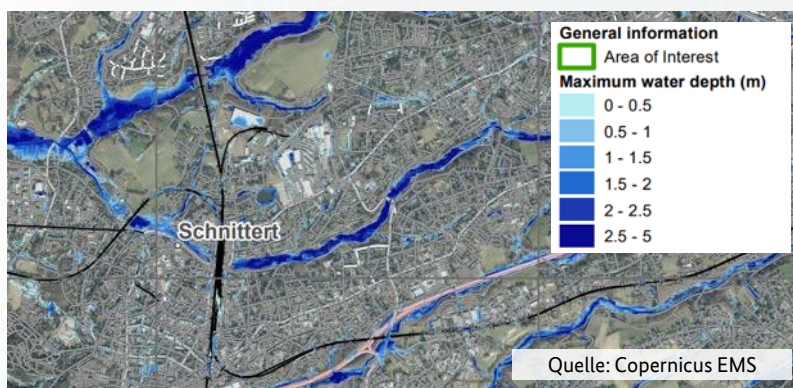 General information
Area of Interest
Maximum water depth (m)
0 - 0.5
0.5 - 1
1 - 1.5
1.5 - 2
2 - 2.5
2.5 - 5
Schnittert
Quelle: Copernicus EMS